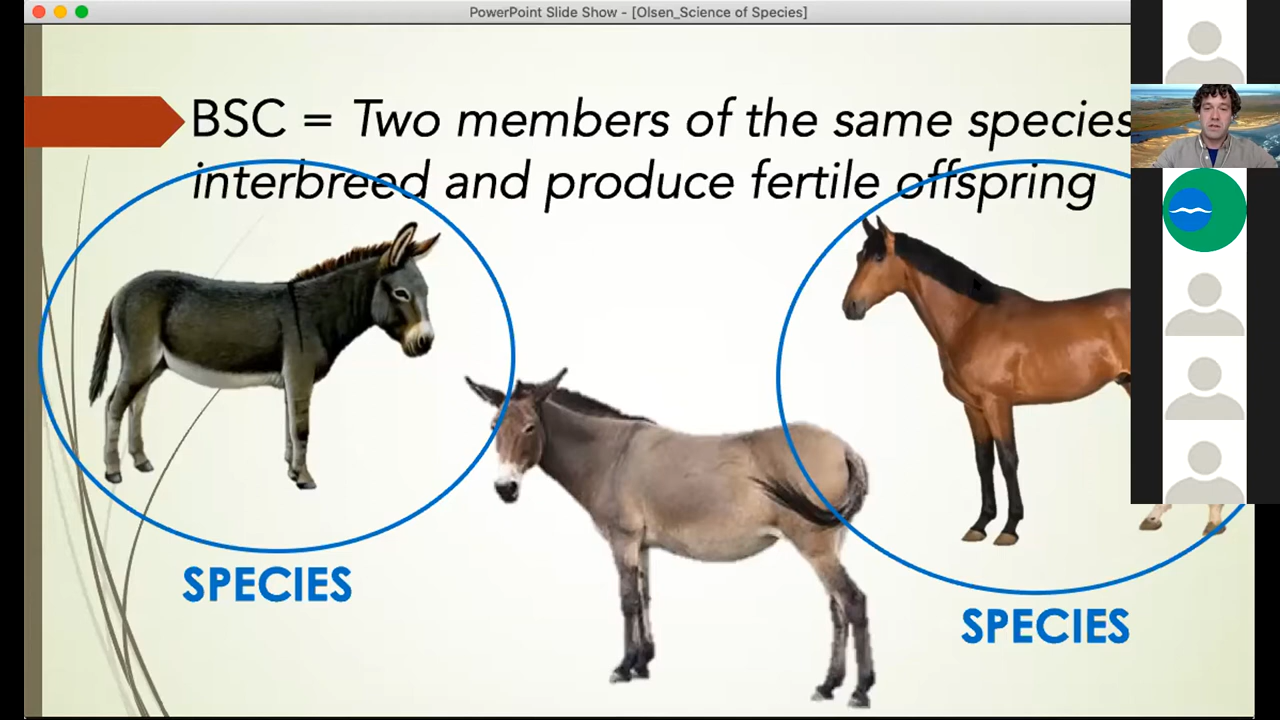 PowerPoint Slide Show - [Olsen_Science of Species]
BSC = Two members of the same species
interbreed and produce fertile offspring
SPECIES
SPECIES